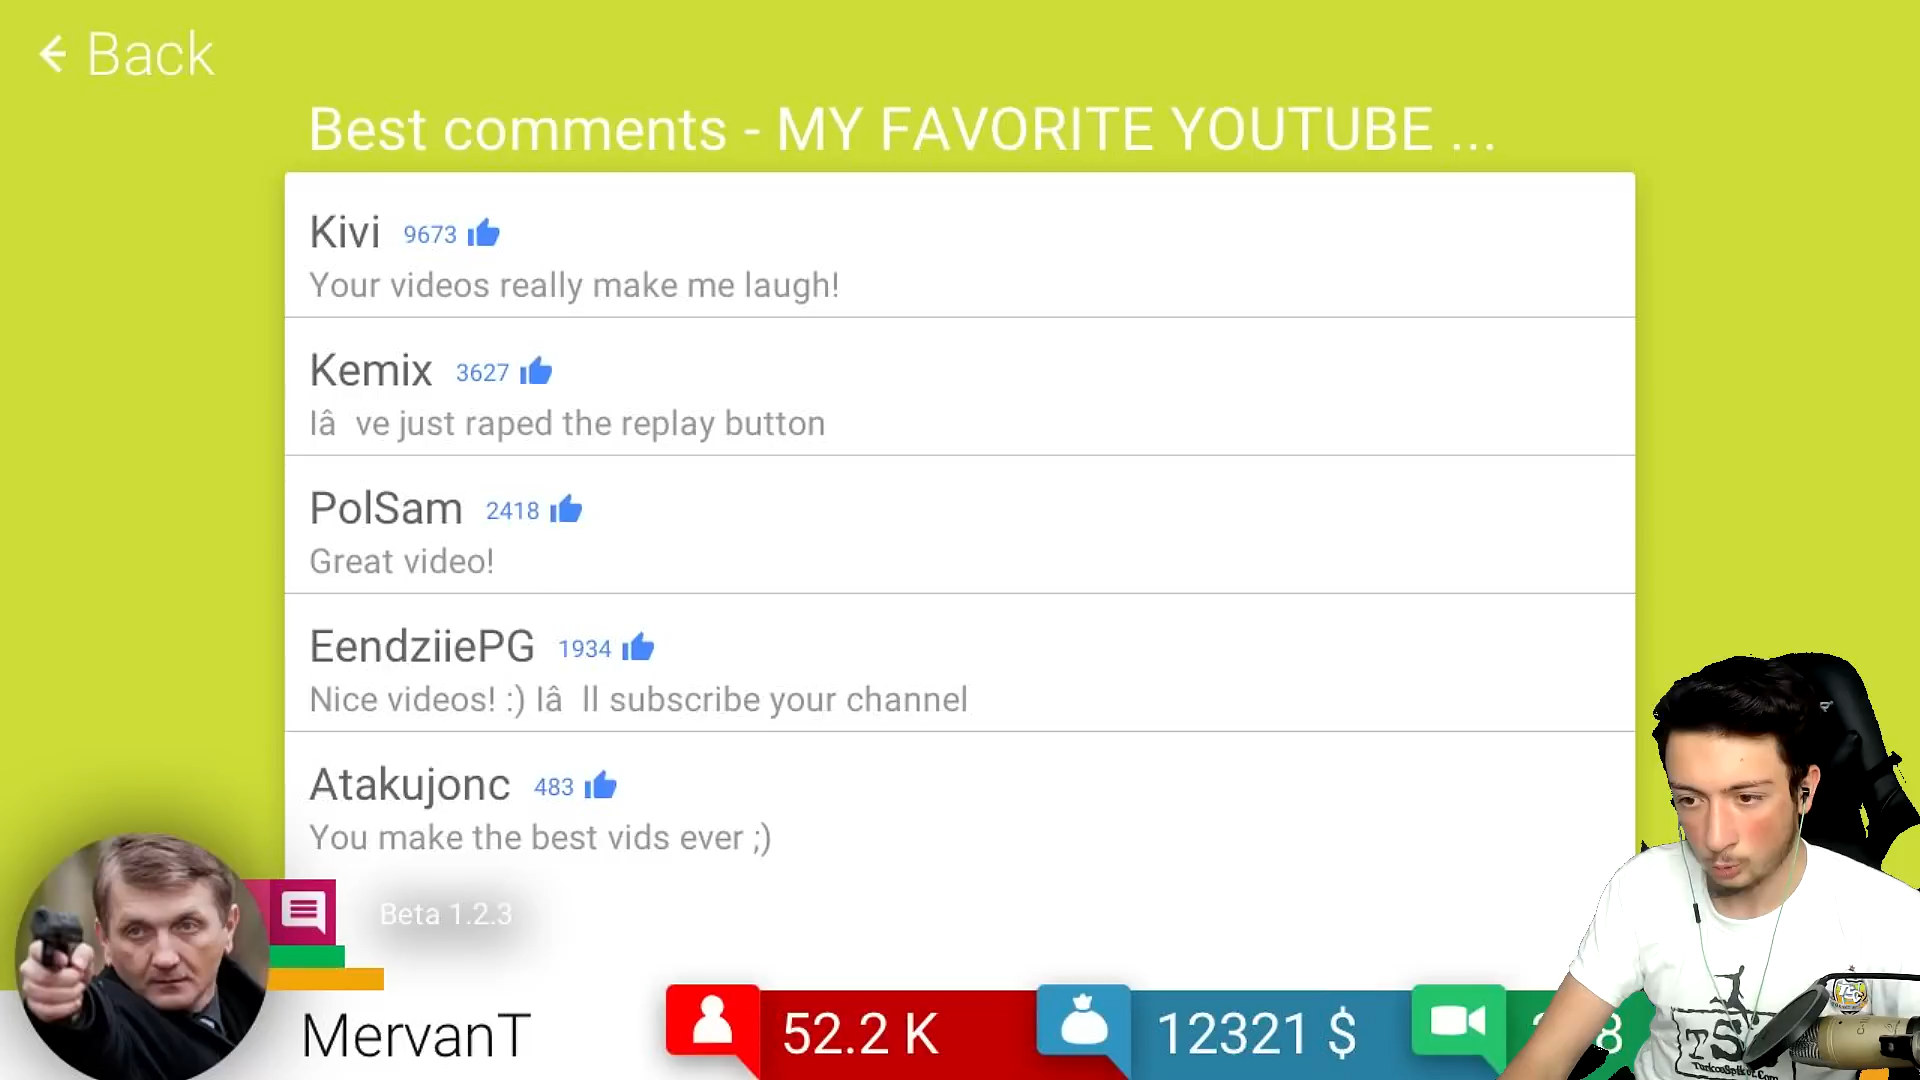 Back
Best comments - MY FAVORITE YOUTUBE ...
Kivi 9673
Your videos really make me laugh!
Kemix 3627
Iâ ve just raped the replay button
PolSam 2418
Great video!
EendziiePG 1934
Nice videos! :) Iâ ll subscribe your channel
Atakujonc 483
You make the best vids ever ;)
Beta 1.2.3
MervanT
52.2 K
12321 $
TS